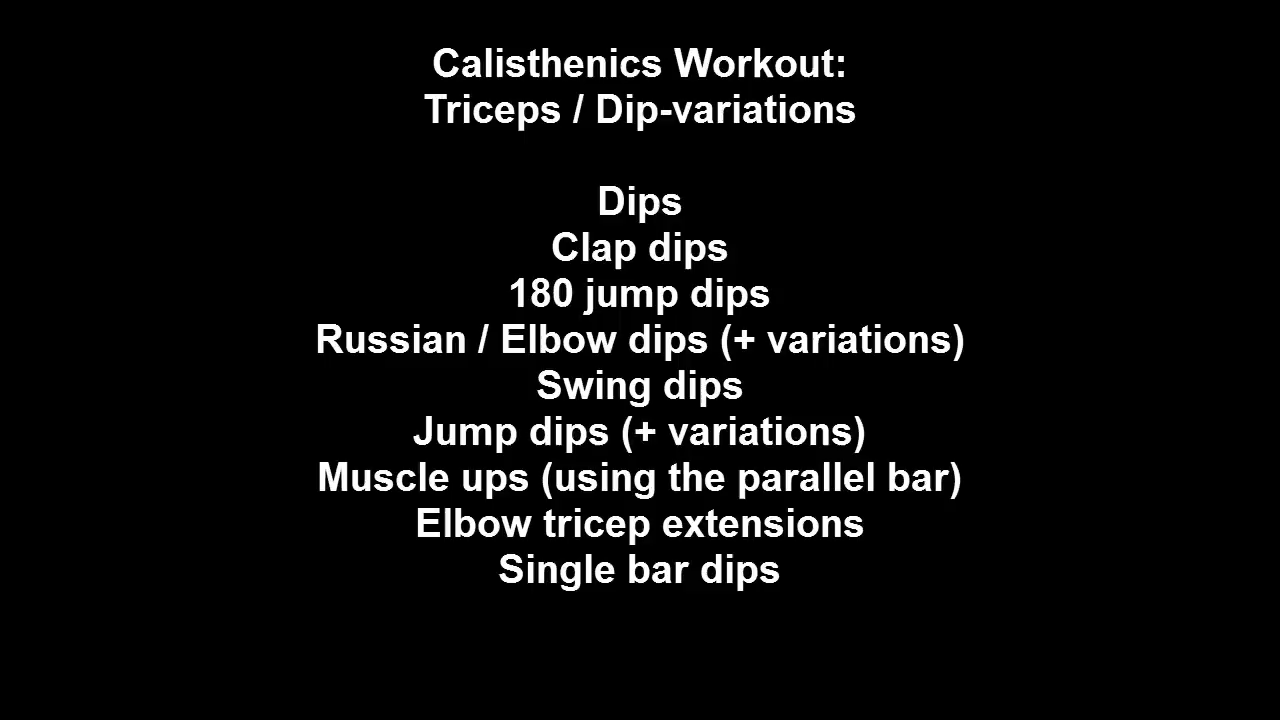 Calisthenics Workout:
Triceps / Dip-variations
Dips
Clap dips
180 jump dips
Russian / Elbow dips (+ variations)
Swing dips
Jump dips (+ variations)
Muscle ups (using the parallel bar)
Elbow tricep extensions
Single bar dips